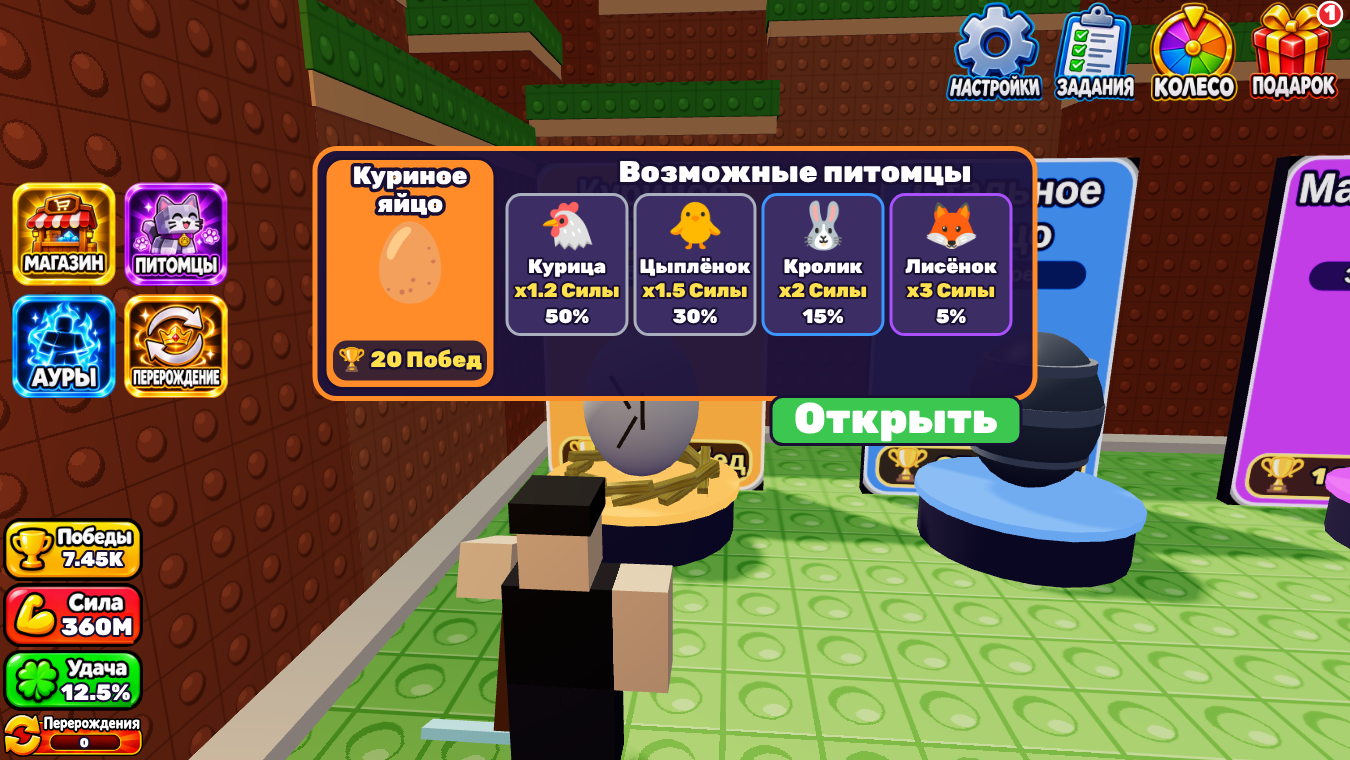 НАСТРОЙКИ
ЗАДАНИЯ
КОЛЕСО
ПОДАРОК
1
Куриное
яйцо
20 Побед
Возможные питомцы
Курица
x1.2 Силы
50%
Цыплёнок
x1.5 Силы
30%
Кролик
x2 Силы
15%
Лисёнок
x3 Силы
5%
Открыть
МАГАЗИН
ПИТОМЦЫ
АУРЫ
ПЕРЕРОЖДЕНИЕ
Победы
7.45K
Сила
360M
Удача
12.5%
Перерождения
0